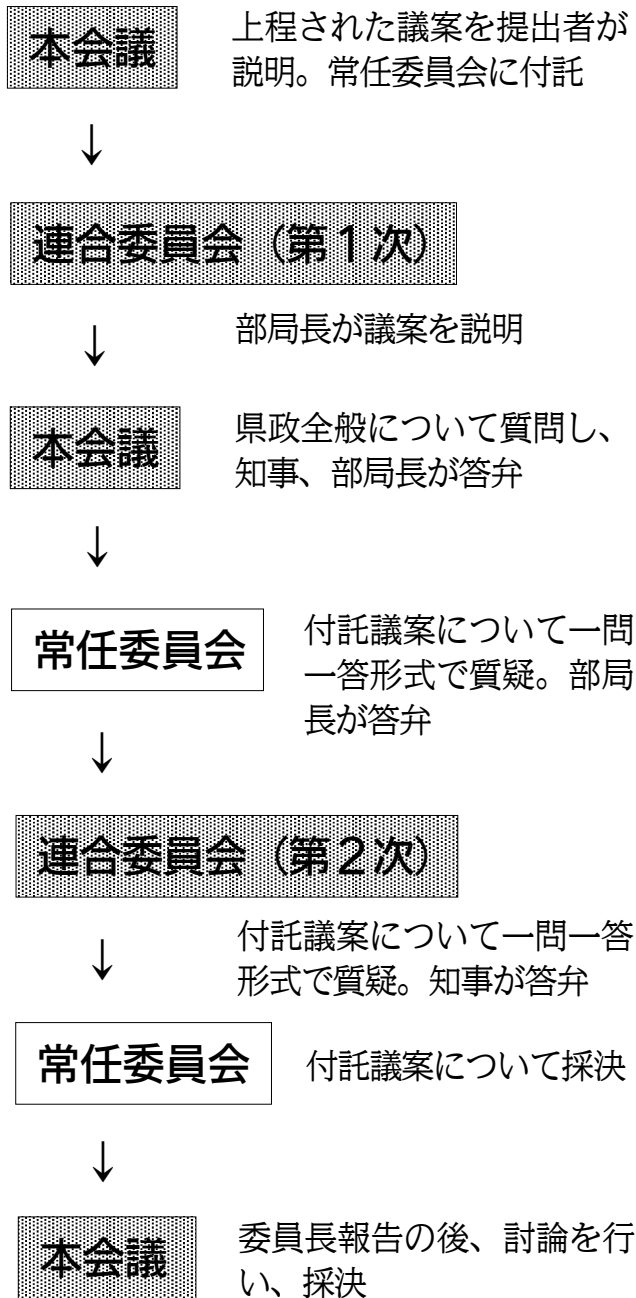 本会議
上程された議案を提出者が
説明。常任委員会に付託
↓
連合委員会（第１次）
↓
部局長が議案を説明
本会議
県政全般について質問し、
知事、部局長が答弁
↓
常任委員会
付託議案について一問
一答形式で質疑。部局
長が答弁
↓
連合委員会（第２次）
↓
付託議案について一問一答
形式で質疑。知事が答弁
常任委員会
付託議案について採決
↓
本会議
委員長報告の後、討論を行
い、採決